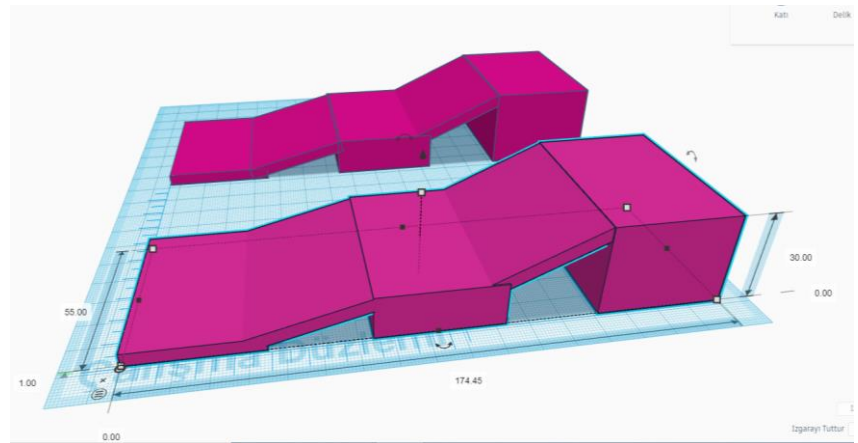 Katı Delik
30.00
0.00
55.00
174.45
1.00
0.00
Çalışma Düzlemi
Izgarayı Tuttur